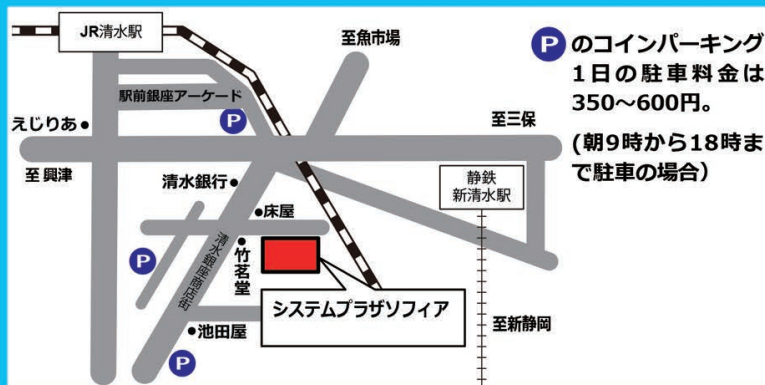 JR清水駅
至魚市場
P
のコインパーキング
1日の駐車料金は
350～600円。
(朝9時から18時ま
で駐車の場合)
駅前銀座アーケード
P
えじりあ
至三保
至 興津
清水銀行
静鉄
新清水駅
床屋
竹茗堂
清水銀座商店街
P
システムプラザソフィア
池田屋
P
至新静岡